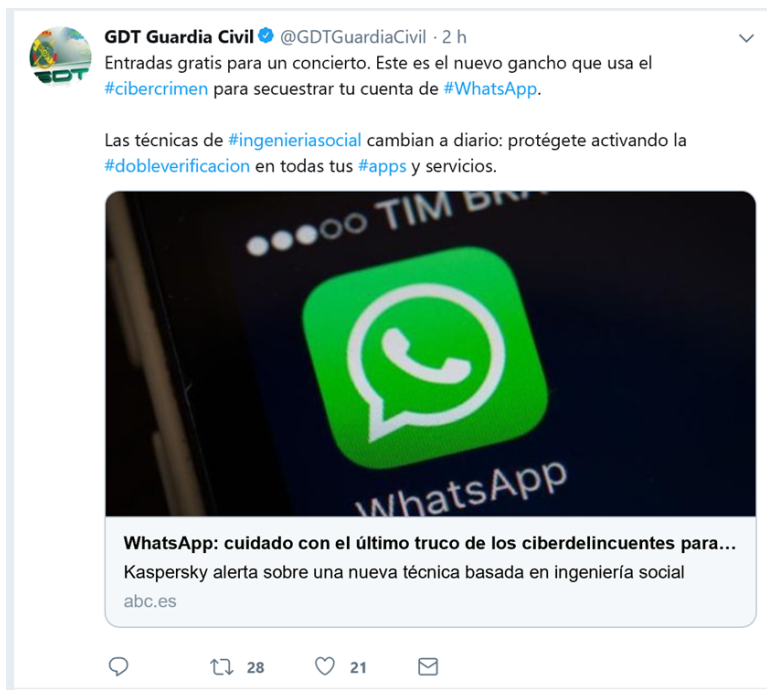 GDT Guardia Civil @GDTGuardiaCivil · 2 h
Entradas gratis para un concierto. Este es el nuevo gancho que usa el
#cibercrimen para secuestrar tu cuenta de #WhatsApp.
Las técnicas de #ingenieriasocial cambian a diario: protégete activando la
#dobleverificacion en todas tus #apps y servicios.
GDT
TIM
WhatsApp
WhatsApp: cuidado con el último truco de los ciberdelincuentes para...
Kaspersky alerta sobre una nueva técnica basada en ingeniería social
abc.es
28 21